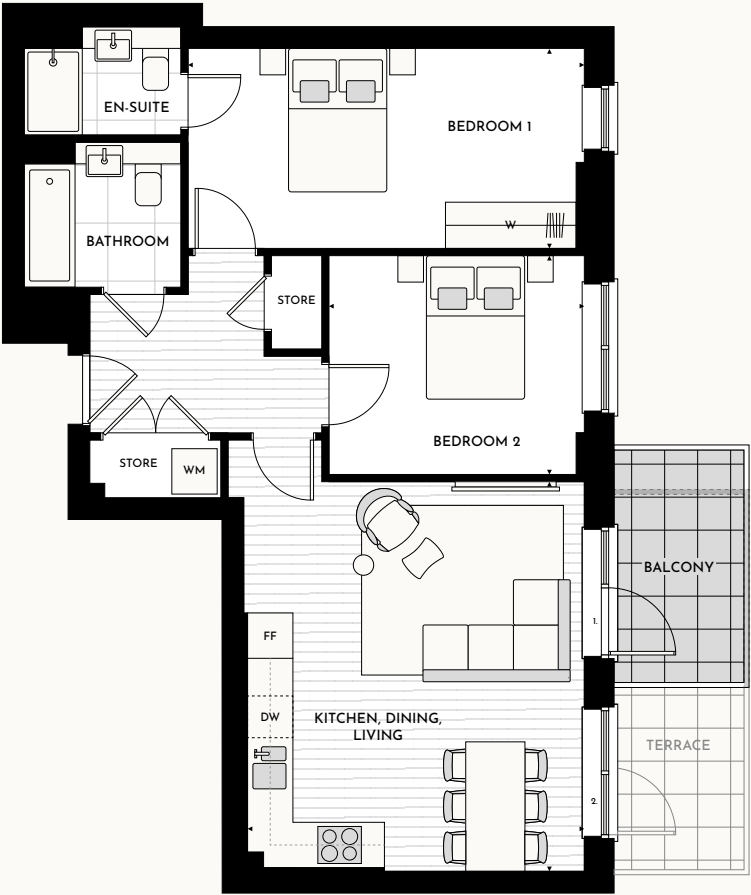 EN-SUITE
BEDROOM 1
W
BATHROOM
STORE
BEDROOM 2
STORE
WM
BALCONY
1.
FF
DW
KITCHEN, DINING,
LIVING
TERRACE
2.